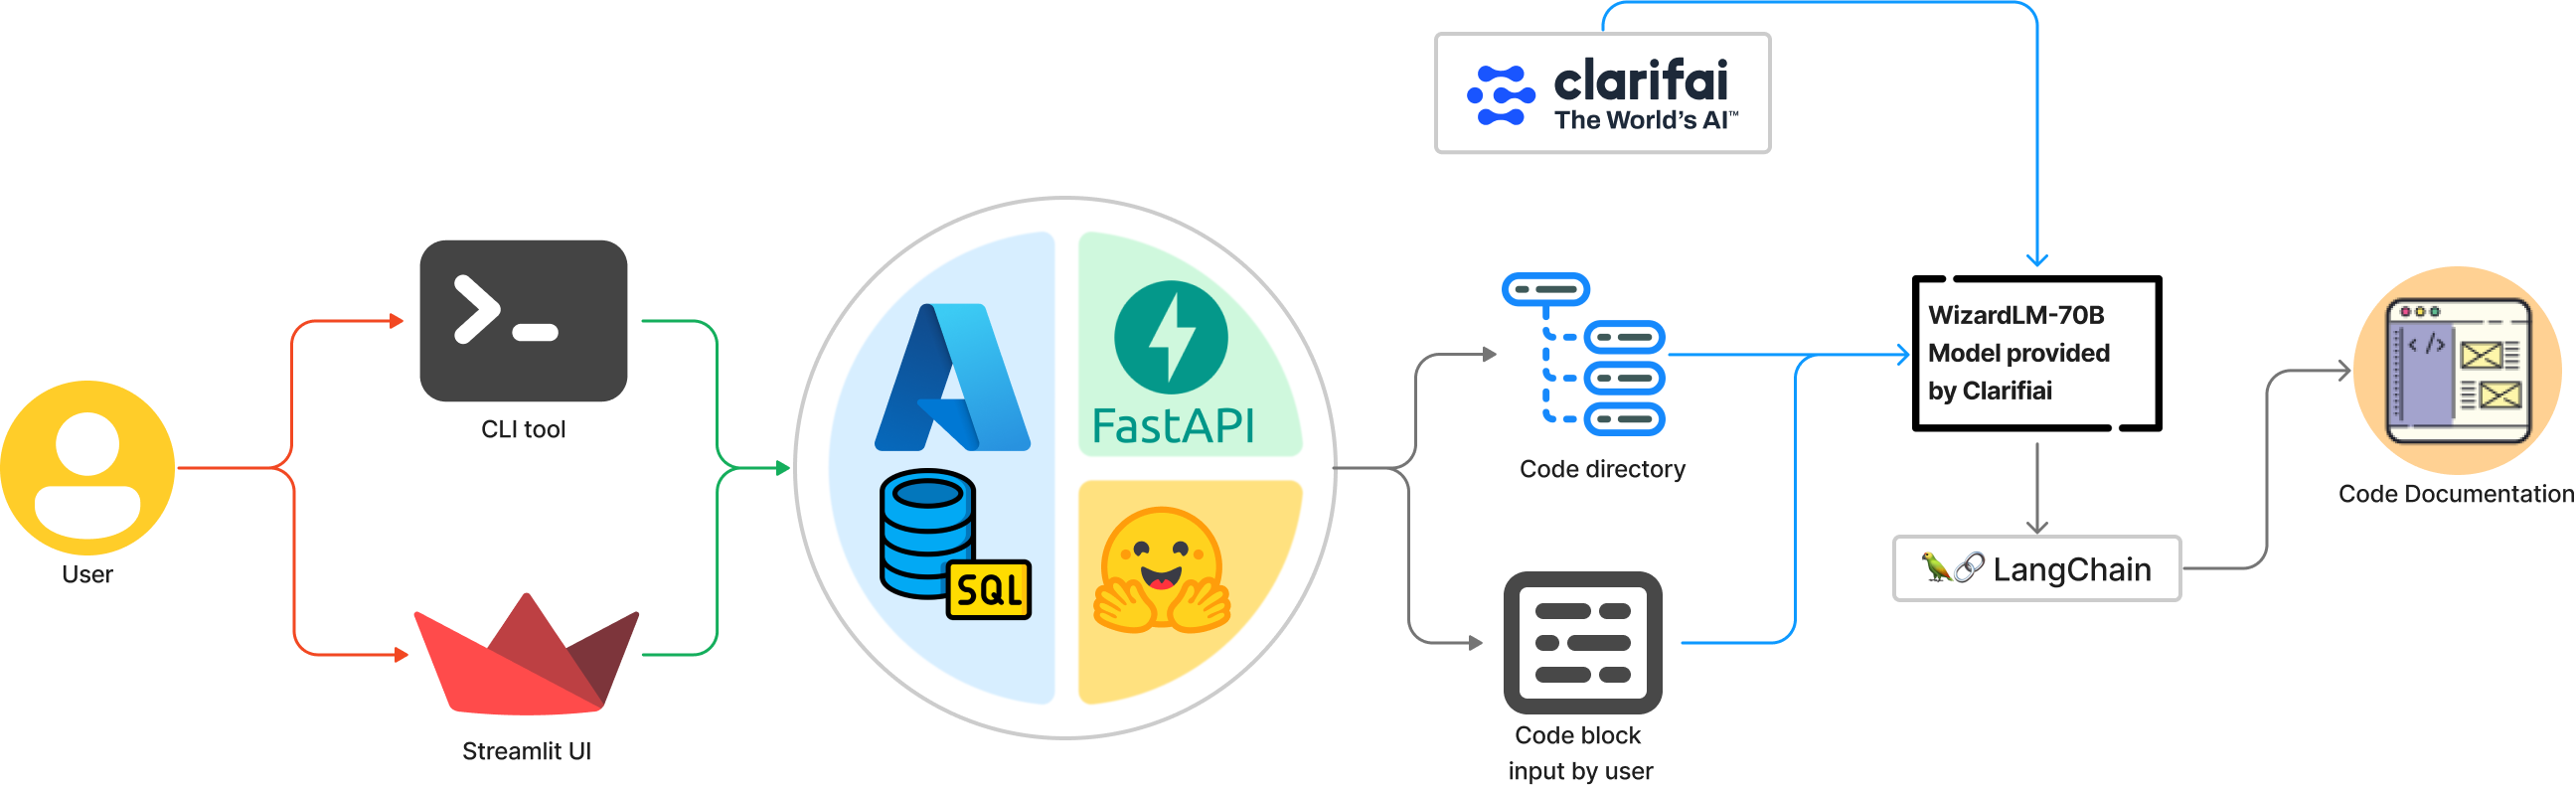 clarifai
The World's AI™
User
CLI tool
Streamlit UI
FastAPI
SQL
Code directory
Code block
input by user
WizardLM-70B
Model provided
by Clarifiai
LangChain
</>
Code Documentation